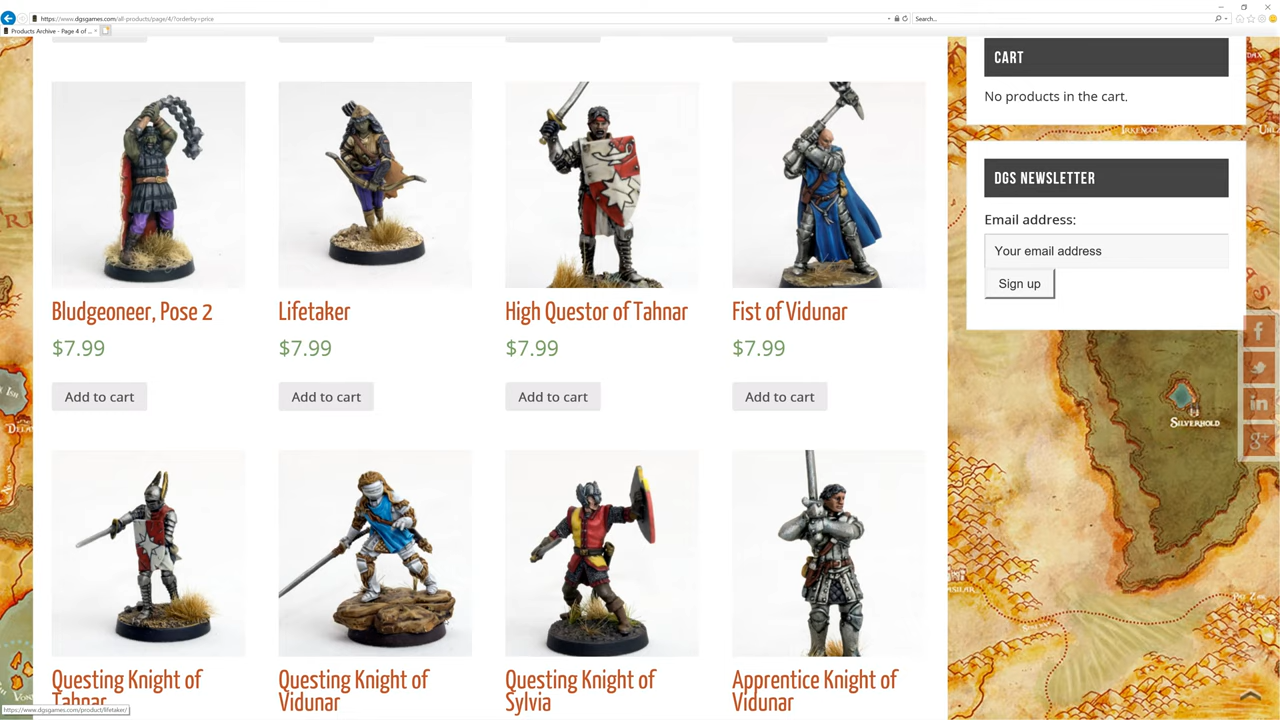 https://www.dgsgames.com/all-products/page/4/?orderby=price
Search...
Products Archive - Page 4 of ...
CART
No products in the cart.
DGS NEWSLETTER
Email address:
Your email address
Sign up
Bludgeoneer, Pose 2
Lifetaker
High Questor of Tahnar
Fist of Vidunar
$7.99
$7.99
$7.99
$7.99
Add to cart
Add to cart
Add to cart
Add to cart
SILVERHOLD
Questing Knight of
Tahnar
Questing Knight of
Vidunar
Questing Knight of
Sylvia
Apprentice Knight of
Vidunar
https://www.dgsgames.com/product/lifetaker/